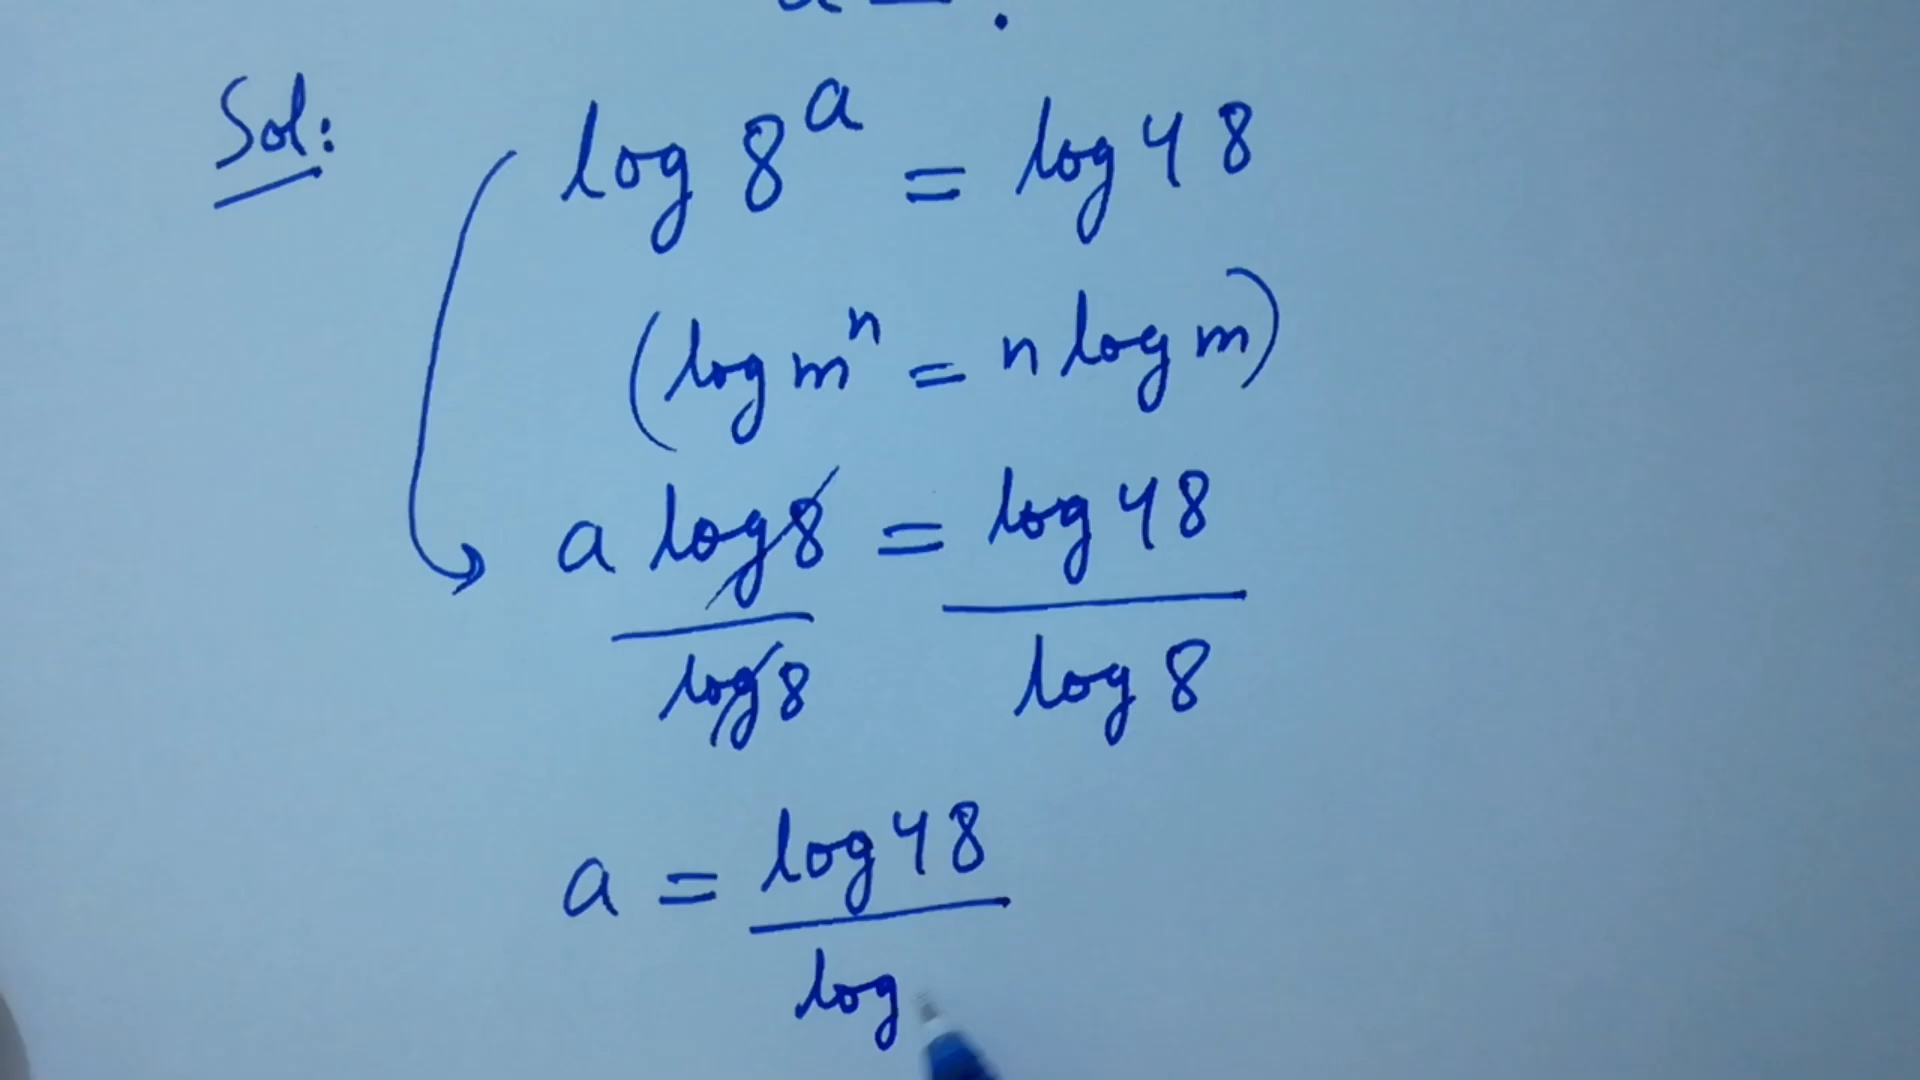 Sol:
log 8^a = log 48
(log m^n = n log m)
a log 8 = log 48
log 8 log 8
a = log 48
log